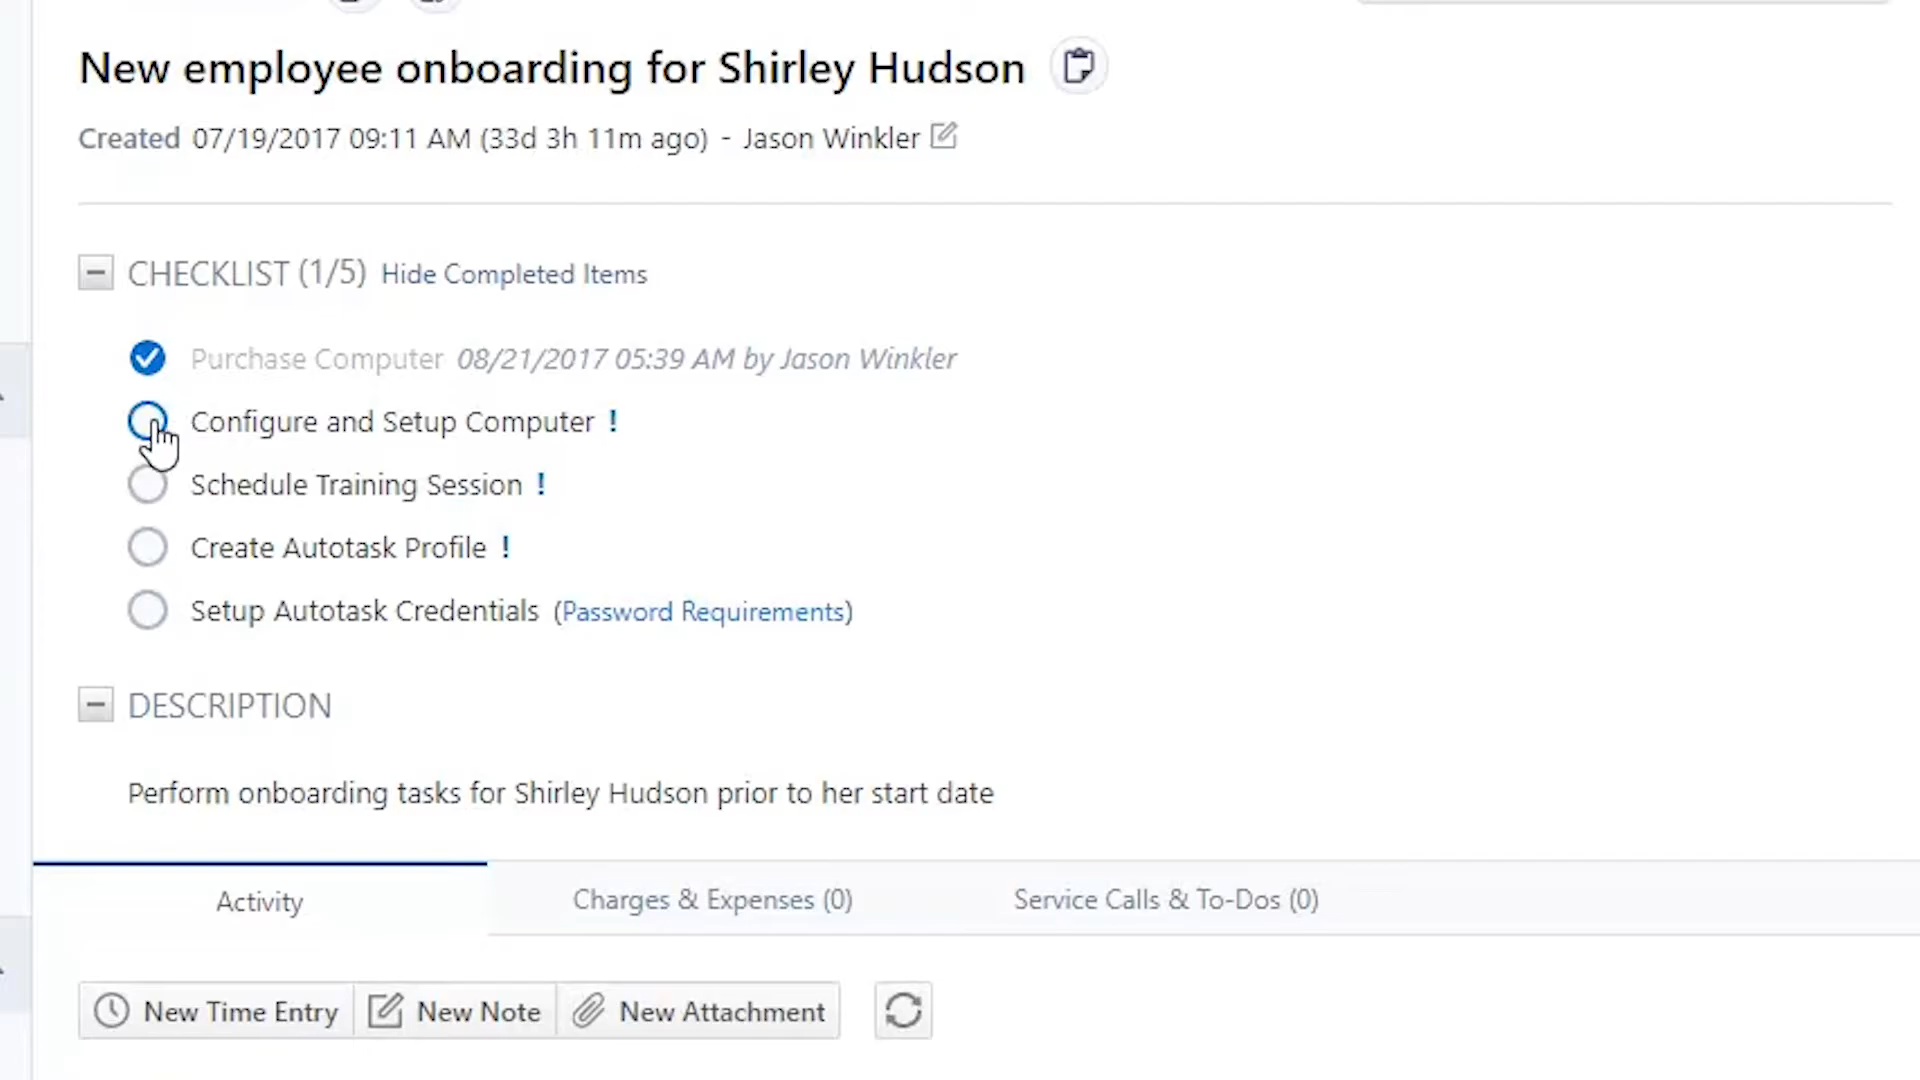 New employee onboarding for Shirley Hudson
Created 07/19/2017 09:11 AM (33d 3h 11m ago) - Jason Winkler
CHECKLIST (1/5) Hide Completed Items
Purchase Computer 08/21/2017 05:39 AM by Jason Winkler
Configure and Setup Computer !
Schedule Training Session !
Create Autotask Profile !
Setup Autotask Credentials (Password Requirements)
DESCRIPTION
Perform onboarding tasks for Shirley Hudson prior to her start date
Activity Charges & Expenses (0) Service Calls & To-Dos (0)
New Time Entry New Note New Attachment